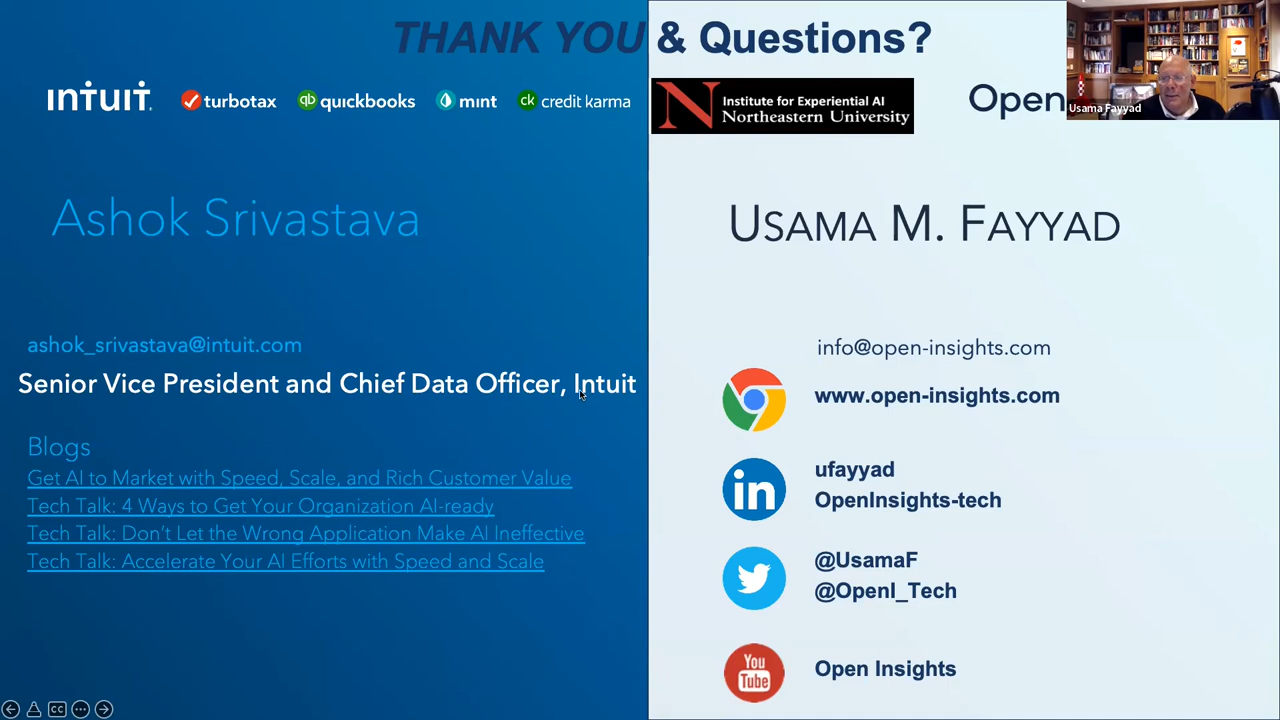 THANK YOU & Questions?
intuit.
turbotax
qb quickbooks
mint
ck credit karma
N Institute for Experiential AI
Northeastern University
Open
Usama Fayyad
Ashok Srivastava
ashok_srivastava@intuit.com
Senior Vice President and Chief Data Officer, Intuit
Blogs
Get AI to Market with Speed, Scale, and Rich Customer Value
Tech Talk: 4 Ways to Get Your Organization AI-ready
Tech Talk: Don’t Let the Wrong Application Make AI Ineffective
Tech Talk: Accelerate Your AI Efforts with Speed and Scale
USAMA M. FAYYAD
info@open-insights.com
www.open-insights.com
in
ufayyad
OpenInsights-tech
@UsamaF
@OpenI_Tech
You
Tube
Open Insights
CC